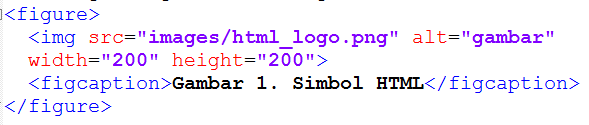 <figure>
<img src="images/html_logo.png" alt="gambar"
width="200" height="200">
<figcaption>Gambar 1. Simbol HTML</figcaption>
</figure>